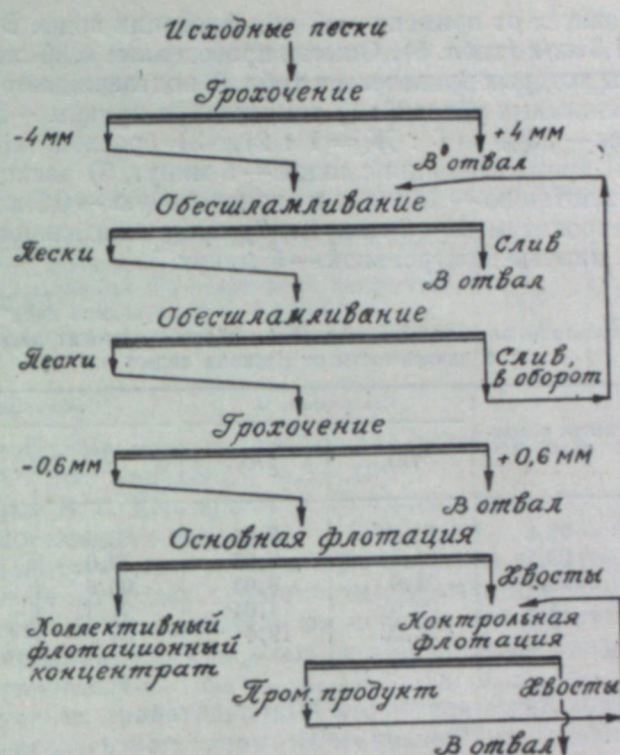 Исходные пески
Грохочение
-4 мм +4 мм
В отвал
Обесшламливание
Пески Слив
В отвал
Обесшламливание
Пески Слив,
в оборот
Грохочение
-0,6 мм +0,6 мм
В отвал
Основная флотация
Хвосты
Коллективный
флотационный
концентрат
Контрольная
флотация
Пром. продукт Хвосты
В отвал